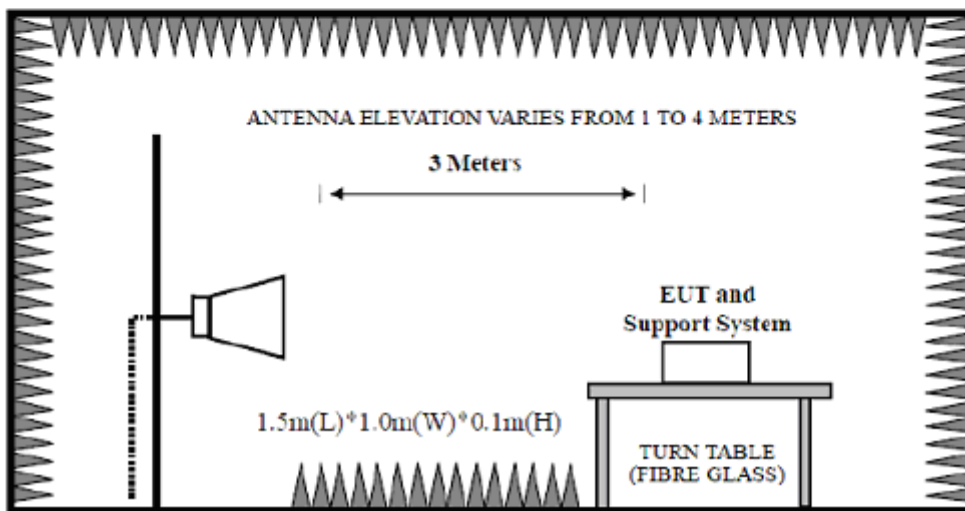 ANTENNA ELEVATION VARIES FROM 1 TO 4 METERS
3 Meters
EUT and
Support System
1.5m(L)*1.0m(W)*0.1m(H)
TURN TABLE
(FIBRE GLASS)